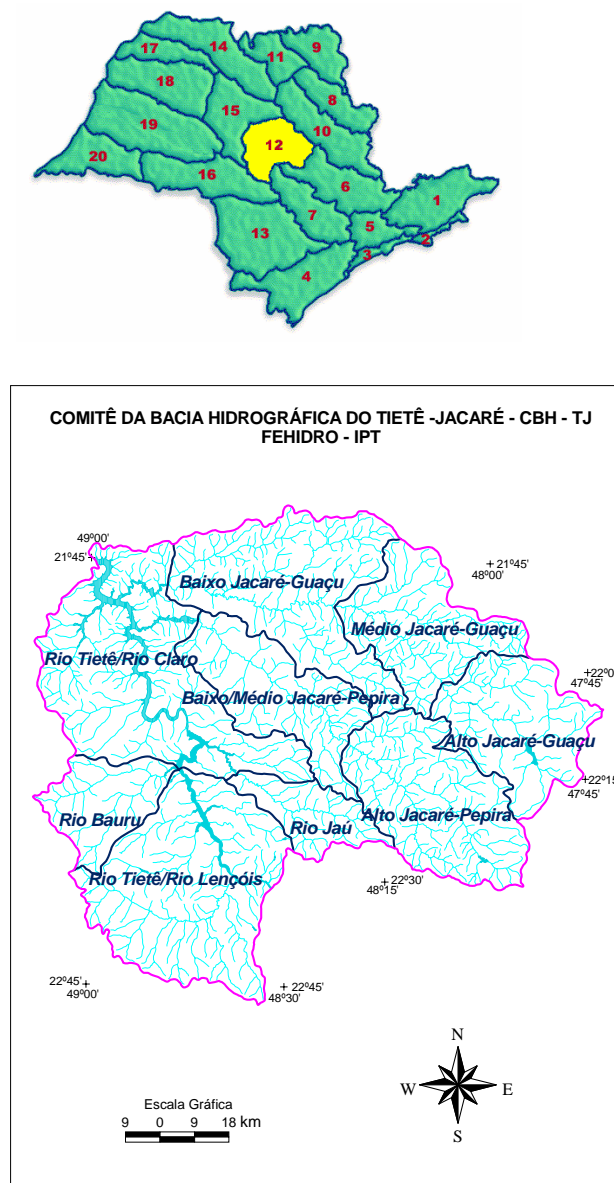 17
14
11
9
18
15
8
10
19
12
20
16
6
1
7
5
13
2
3
4
COMITÊ DA BACIA HIDROGRÁFICA DO TIETÊ -JACARÉ - CBH - TJ
FEHIDRO - IPT
49º00'
21º45'
21º45'
48º00'
Baixo Jacaré-Guaçu
Médio Jacaré-Guaçu
Rio Tietê/Rio Claro
22º0
47º45'
Baixo/Médio Jacaré-Pepira
Alto Jacaré-Guaçu
22º15'
47º45'
Rio Bauru
Rio Jaú
Alto Jacaré-Pepira
Rio Tietê/Rio Lençóis
22º30'
48º15'
22º45'
49º00'
22º45'
48º30'
N
W E
S
Escala Gráfica
9 0 9 18 km